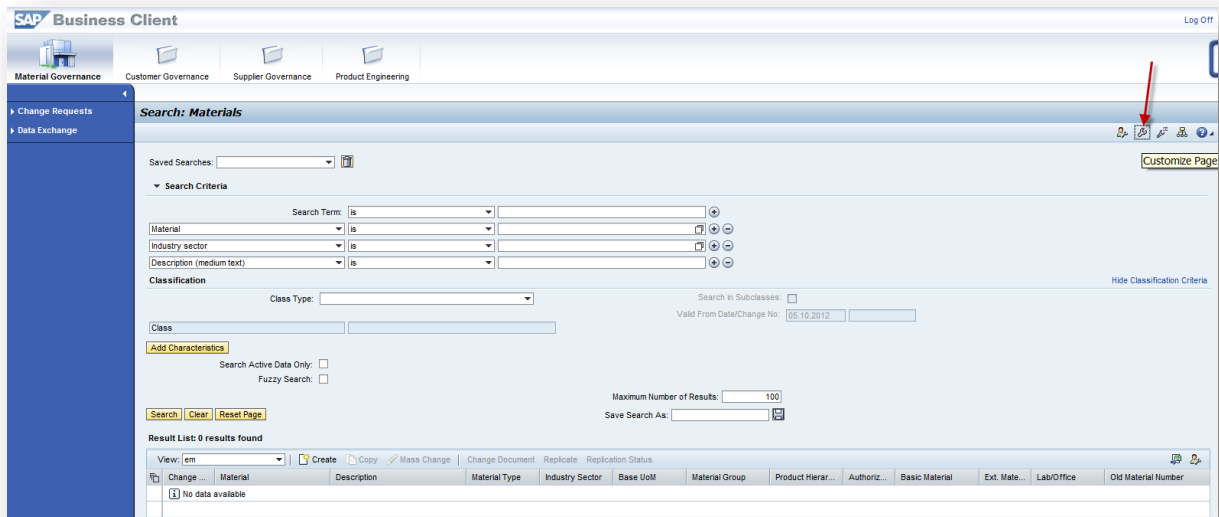 SAP Business Client
Log Off
Material Governance
Customer Governance
Supplier Governance
Product Engineering
Change Requests
Data Exchange
Search: Materials
Customize Page
Saved Searches:
Search Criteria
Search Term: is
Material is
Industry sector is
Description (medium text) is
Classification
Hide Classification Criteria
Class Type:
Search in Subclasses:
Valid From Date/Change No: 05.10.2012
Class
Add Characteristics
Search Active Data Only:
Fuzzy Search:
Maximum Number of Results: 100
Search Clear Reset Page
Save Search As:
Result List: 0 results found
View: em Create Copy Mass Change Change Document Replicate Replication Status
Change ... Material Description Material Type Industry Sector Base UoM Material Group Product Hierar... Authoriz... Basic Material Ext. Mate... Lab/Office Old Material Number
No data available